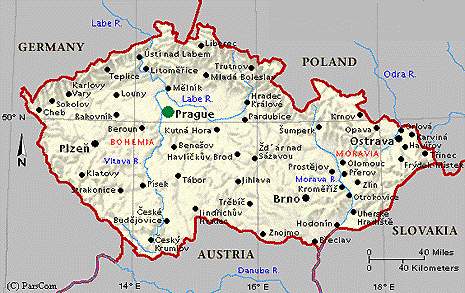 Labe R.
GERMANY
Liberec
Ústí nad Labem
POLAND
Teplice
Litoměřice
Trutnov
Mladá Boleslav
Odra R.
Karlovy
Vary
Mělník
Sokolov
Louny
Labe R.
Hradec
Králové
Cheb
50°N
Rakovník
Prague
Pardubice
Krnov
Orlová
Beroun
Kutná Hora
Šumperk
Opava
Karviná
Havířov
Plzeň
BOHEMIA
Benešov
Ostrava
Třinec
N
Vltava R.
Havlíčkův Brod
Žďár nad
Sázavou
MORAVIA
Olomouc
Frýdek-Místek
Klatovy
Prostějov
Přerov
Strakonice
Písek
Tábor
Jihlava
Morava R.
Kroměříž
Zlín
Otrokovice
Třebíč
Brno
České
Budějovice
Jindřichův
Hradec
Uherské
Hradiště
Hodonín
SLOVAKIA
Český
Krumlov
Znojmo
Břeclav
AUSTRIA
0 40 Miles
0 40 Kilometers
Danube R.
(C) ParsCom
14°E
16°E
18°E